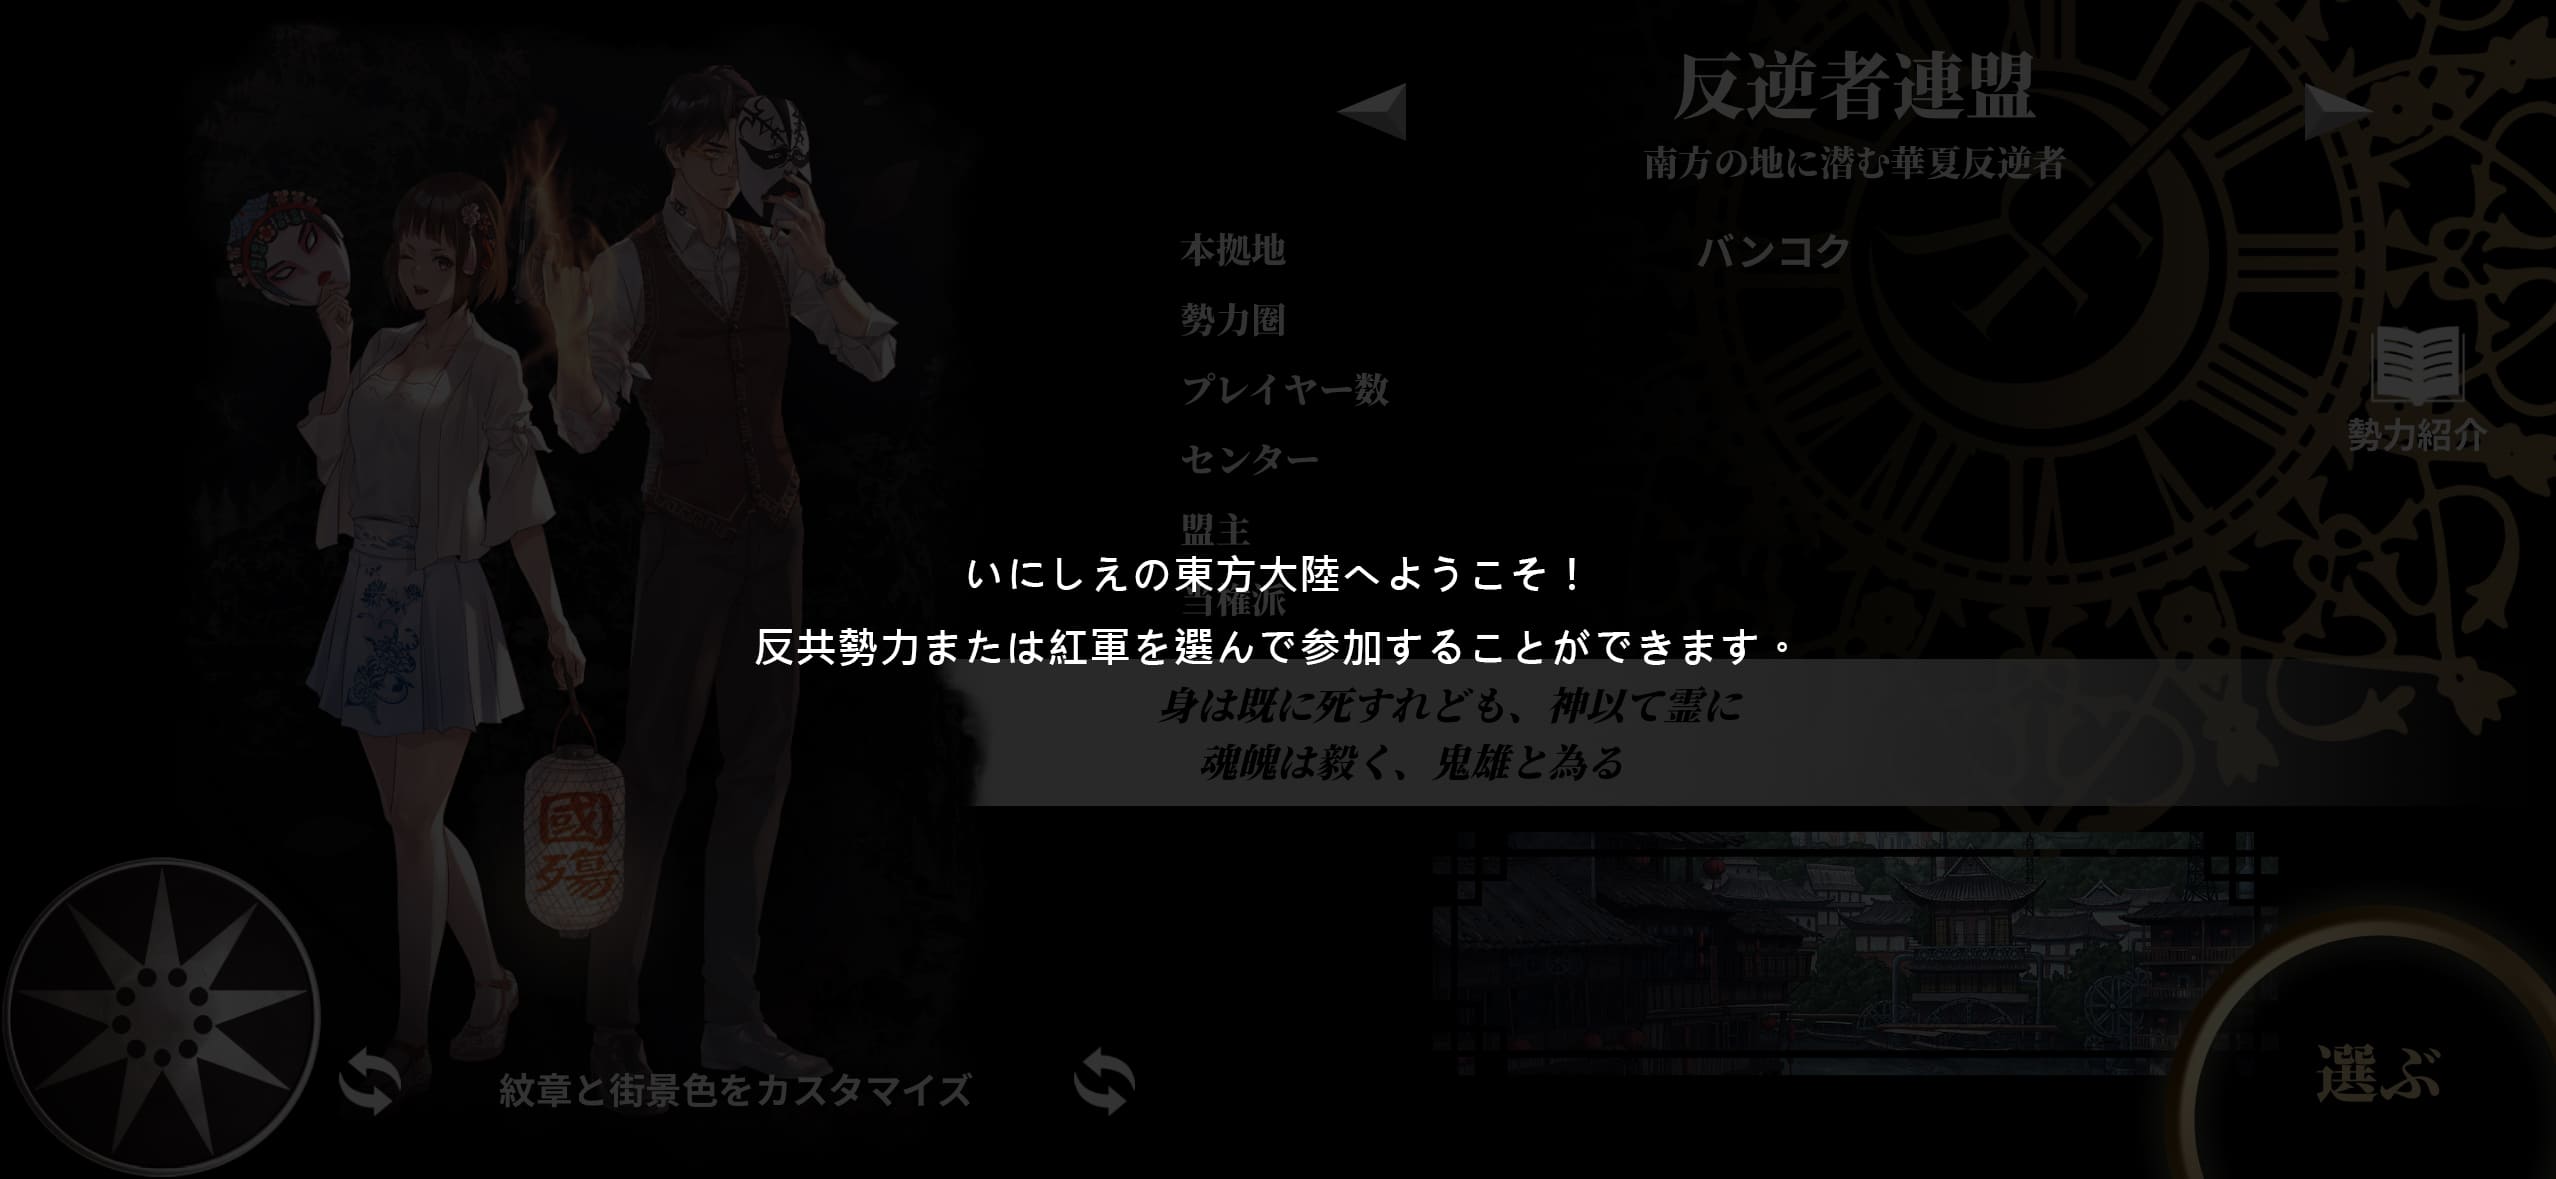 反逆者連盟
南方の地に潜む華夏反逆者
本拠地
バンコク
勢力圏
プレイヤー数
勢力紹介
センター
盟主
いにしえの東方大陸へようこそ！
当権派
反共勢力または紅軍を選んで参加することができます。
身は既に死すれども、神以て霊に
魂魄は毅く、鬼雄と為る
國
殤
紋章と街景色をカスタマイズ
選ぶ